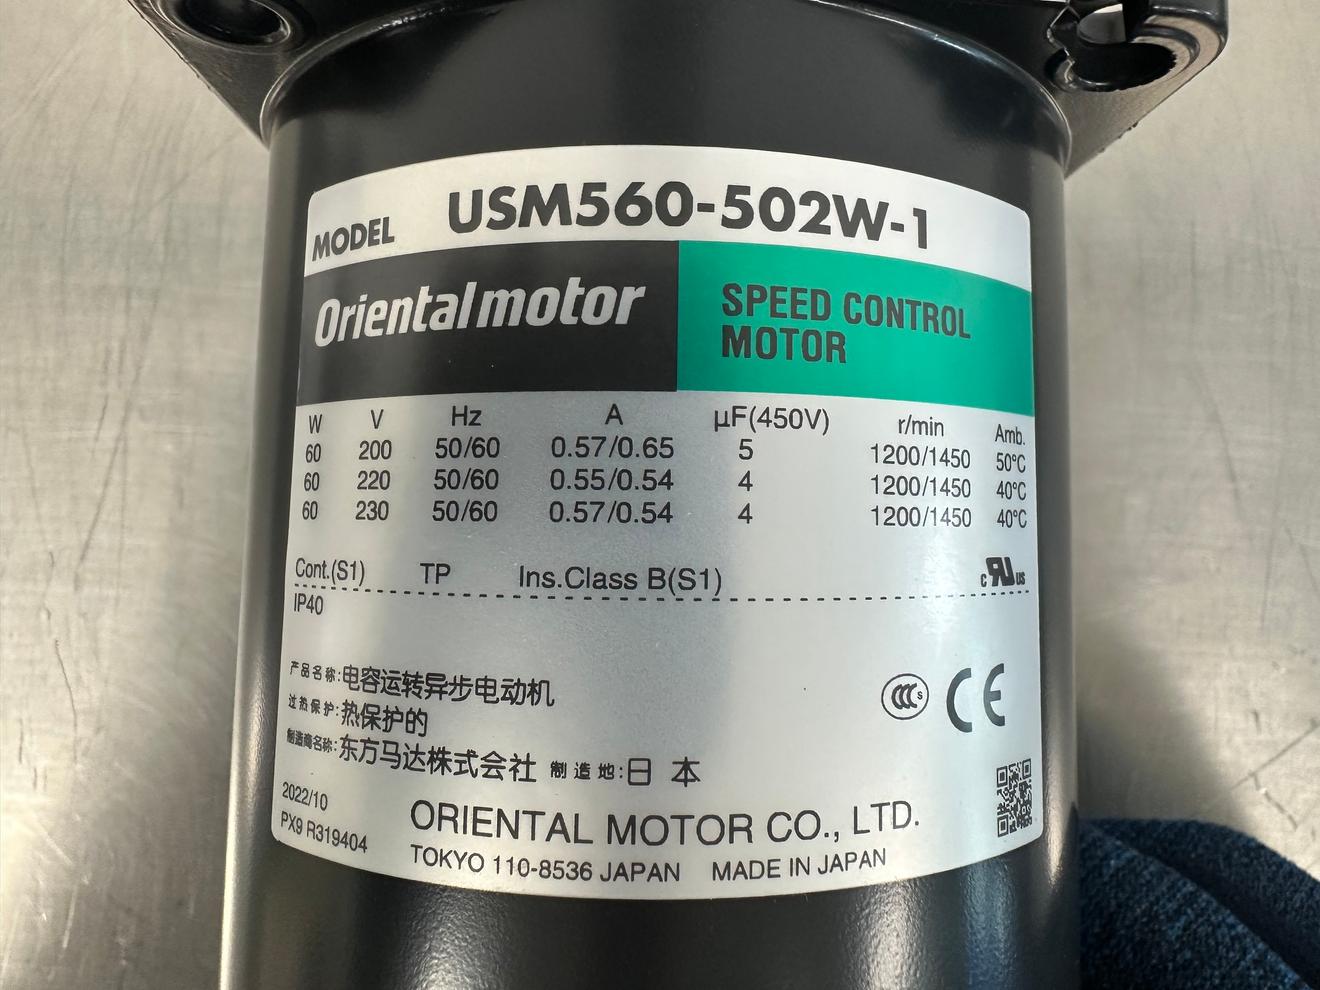 MODEL USM560-502W-1
Orientalmotor
SPEED CONTROL
MOTOR
W V Hz A µF(450V) r/min Amb.
60 200 50/60 0.57/0.65 5 1200/1450 50°C
60 220 50/60 0.55/0.54 4 1200/1450 40°C
60 230 50/60 0.57/0.54 4 1200/1450 40°C
Cont.(S1) TP Ins.Class B(S1) c RU us
IP40
产品名称:电容运转异步电动机
过热保护:热保护的
CCC S CE
制造商名称:东方马达株式会社 制造地:日本
2022/10
PX9 R319404
ORIENTAL MOTOR CO., LTD.
TOKYO 110-8536 JAPAN MADE IN JAPAN